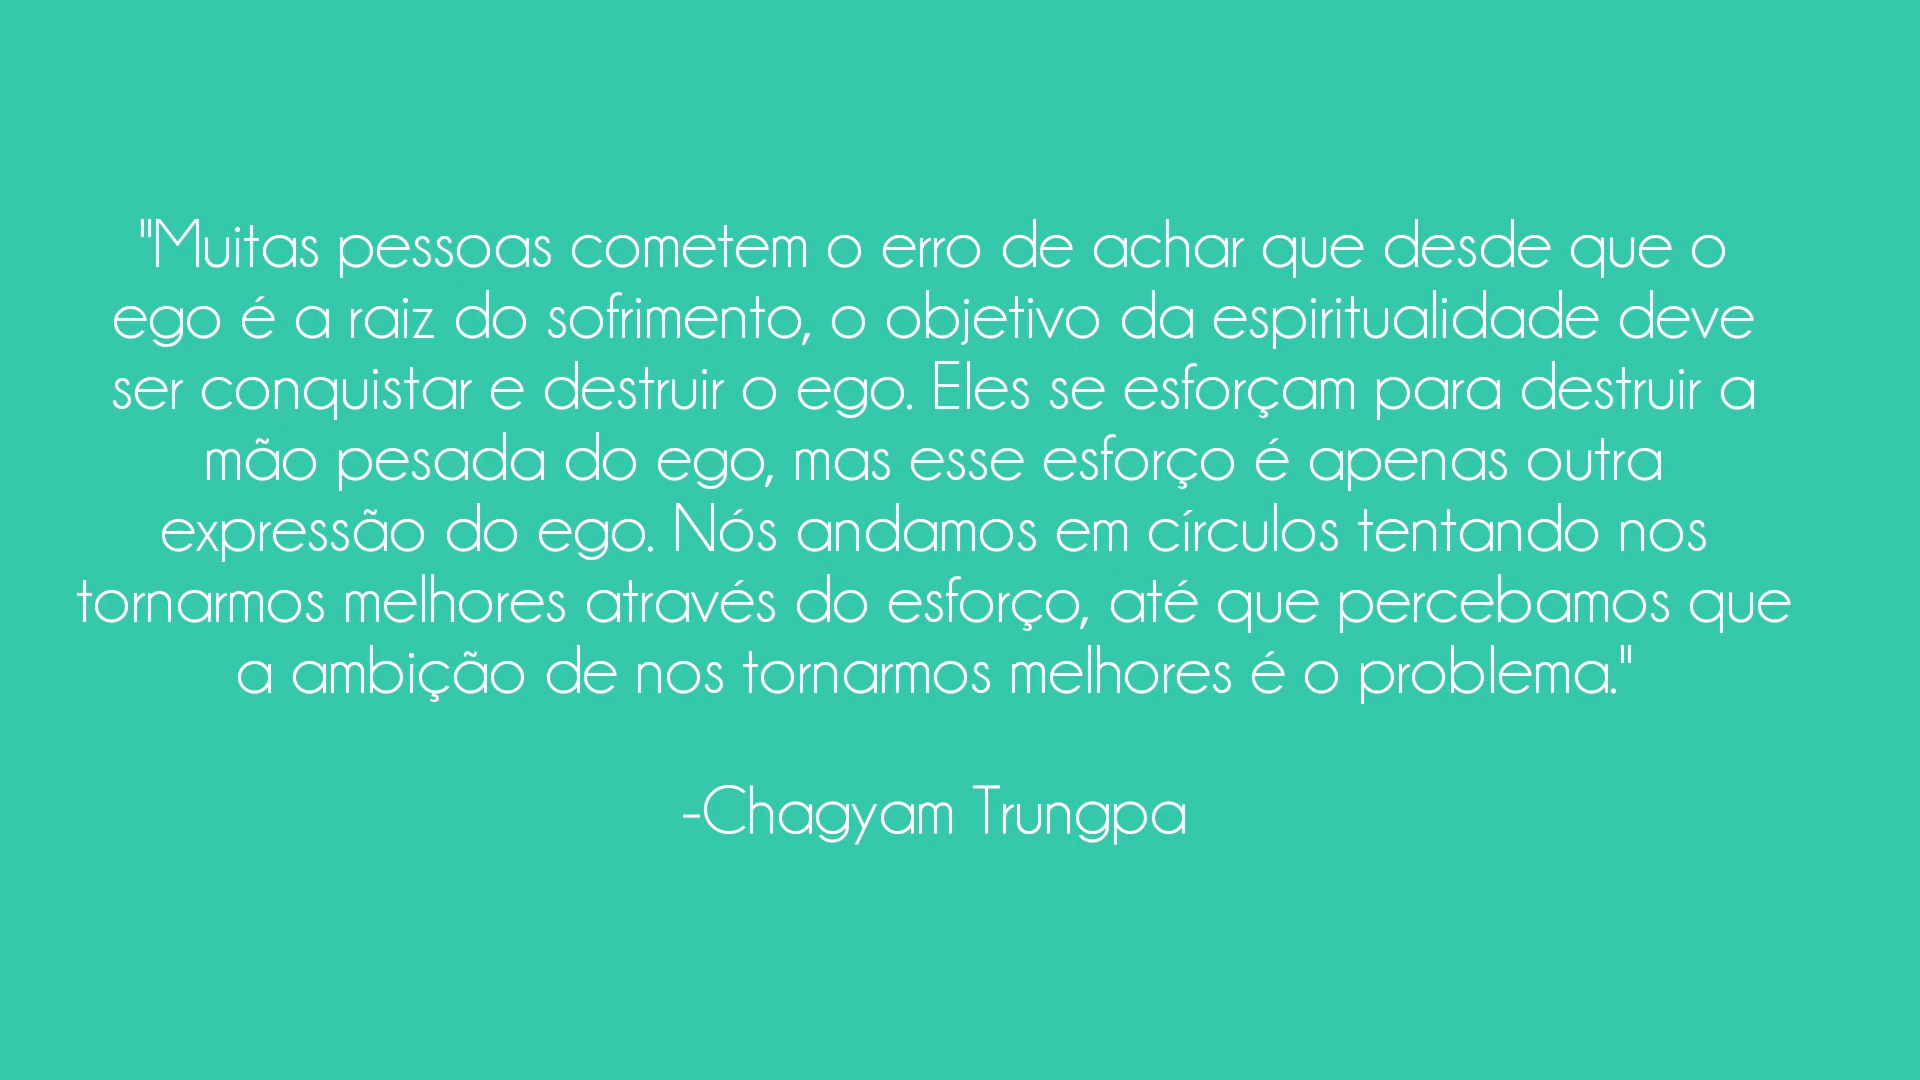 "Muitas pessoas cometem o erro de achar que desde que o
ego é a raiz do sofrimento, o objetivo da espiritualidade deve
ser conquistar e destruir o ego. Eles se esforçam para destruir a
mão pesada do ego, mas esse esforço é apenas outra
expressão do ego. Nós andamos em círculos tentando nos
tornarmos melhores através do esforço, até que percebamos que
a ambição de nos tornarmos melhores é o problema."
-Chagyam Trungpa